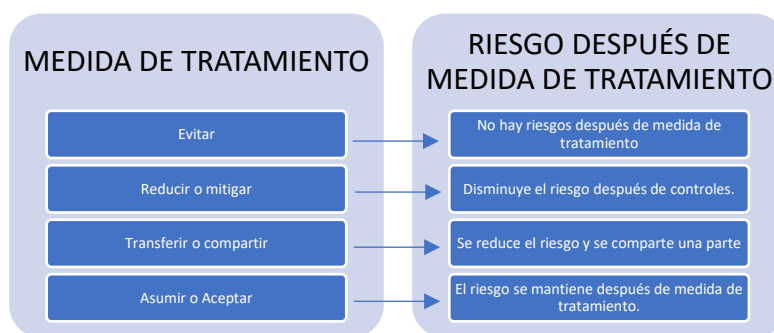 MEDIDA DE TRATAMIENTO
Evitar
Reducir o mitigar
Transferir o compartir
Asumir o Aceptar
RIESGO DESPUÉS DE
MEDIDA DE TRATAMIENTO
No hay riesgos después de medida de
tratamiento
Disminuye el riesgo después de controles.
Se reduce el riesgo y se comparte una parte
El riesgo se mantiene después de medida de
tratamiento.